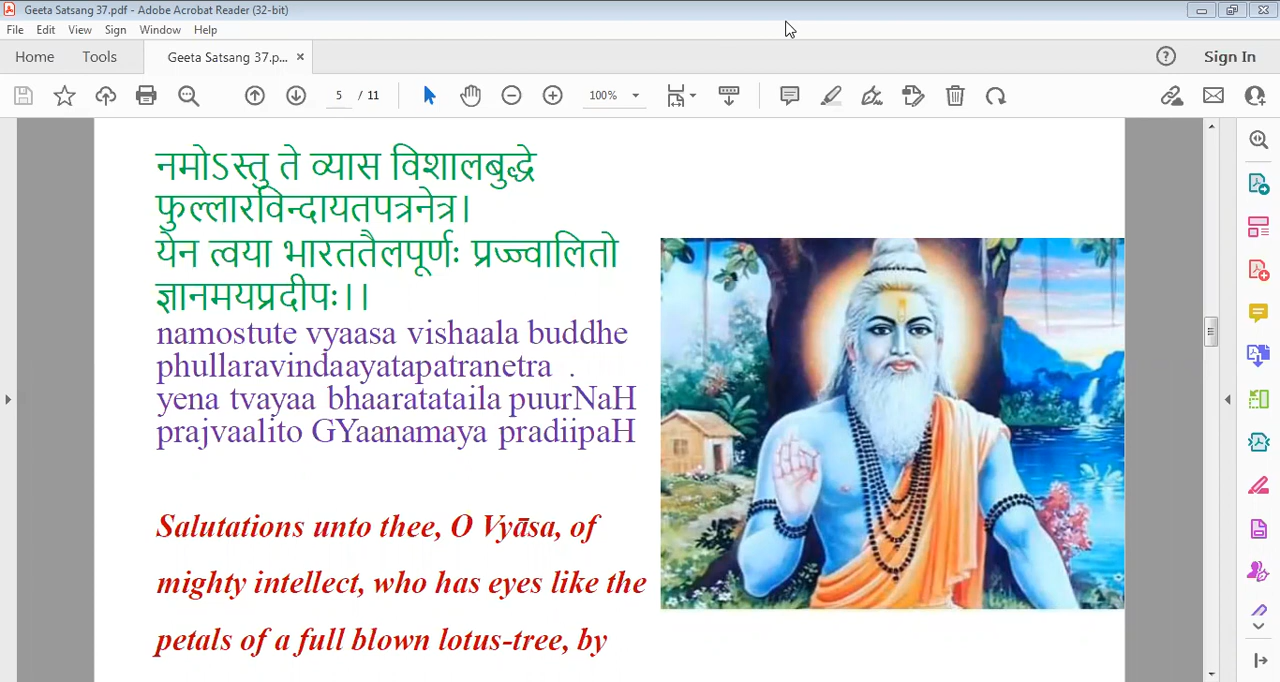 Geeta Satsang 37.pdf - Adobe Acrobat Reader (32-bit)
File Edit View Sign Window Help
Home Tools Geeta Satsang 37.p... × Sign In
5 / 11 100%
नमोऽस्तु ते व्यास विशालबुद्धे
फुल्लारविन्दायतपत्रनेत्र।
येन त्वया भारततैलपूर्णः प्रज्ज्वालितो
ज्ञानमयप्रदीपः।।
namostute vyaasa vishaala buddhe
phullaravindaayatapatranetra .
yena tvayaa bhaaratataila puurNaH
prajvaalito GYaanamaya pradiipaH
Salutations unto thee, O Vyāsa, of
mighty intellect, who has eyes like the
petals of a full blown lotus-tree, by